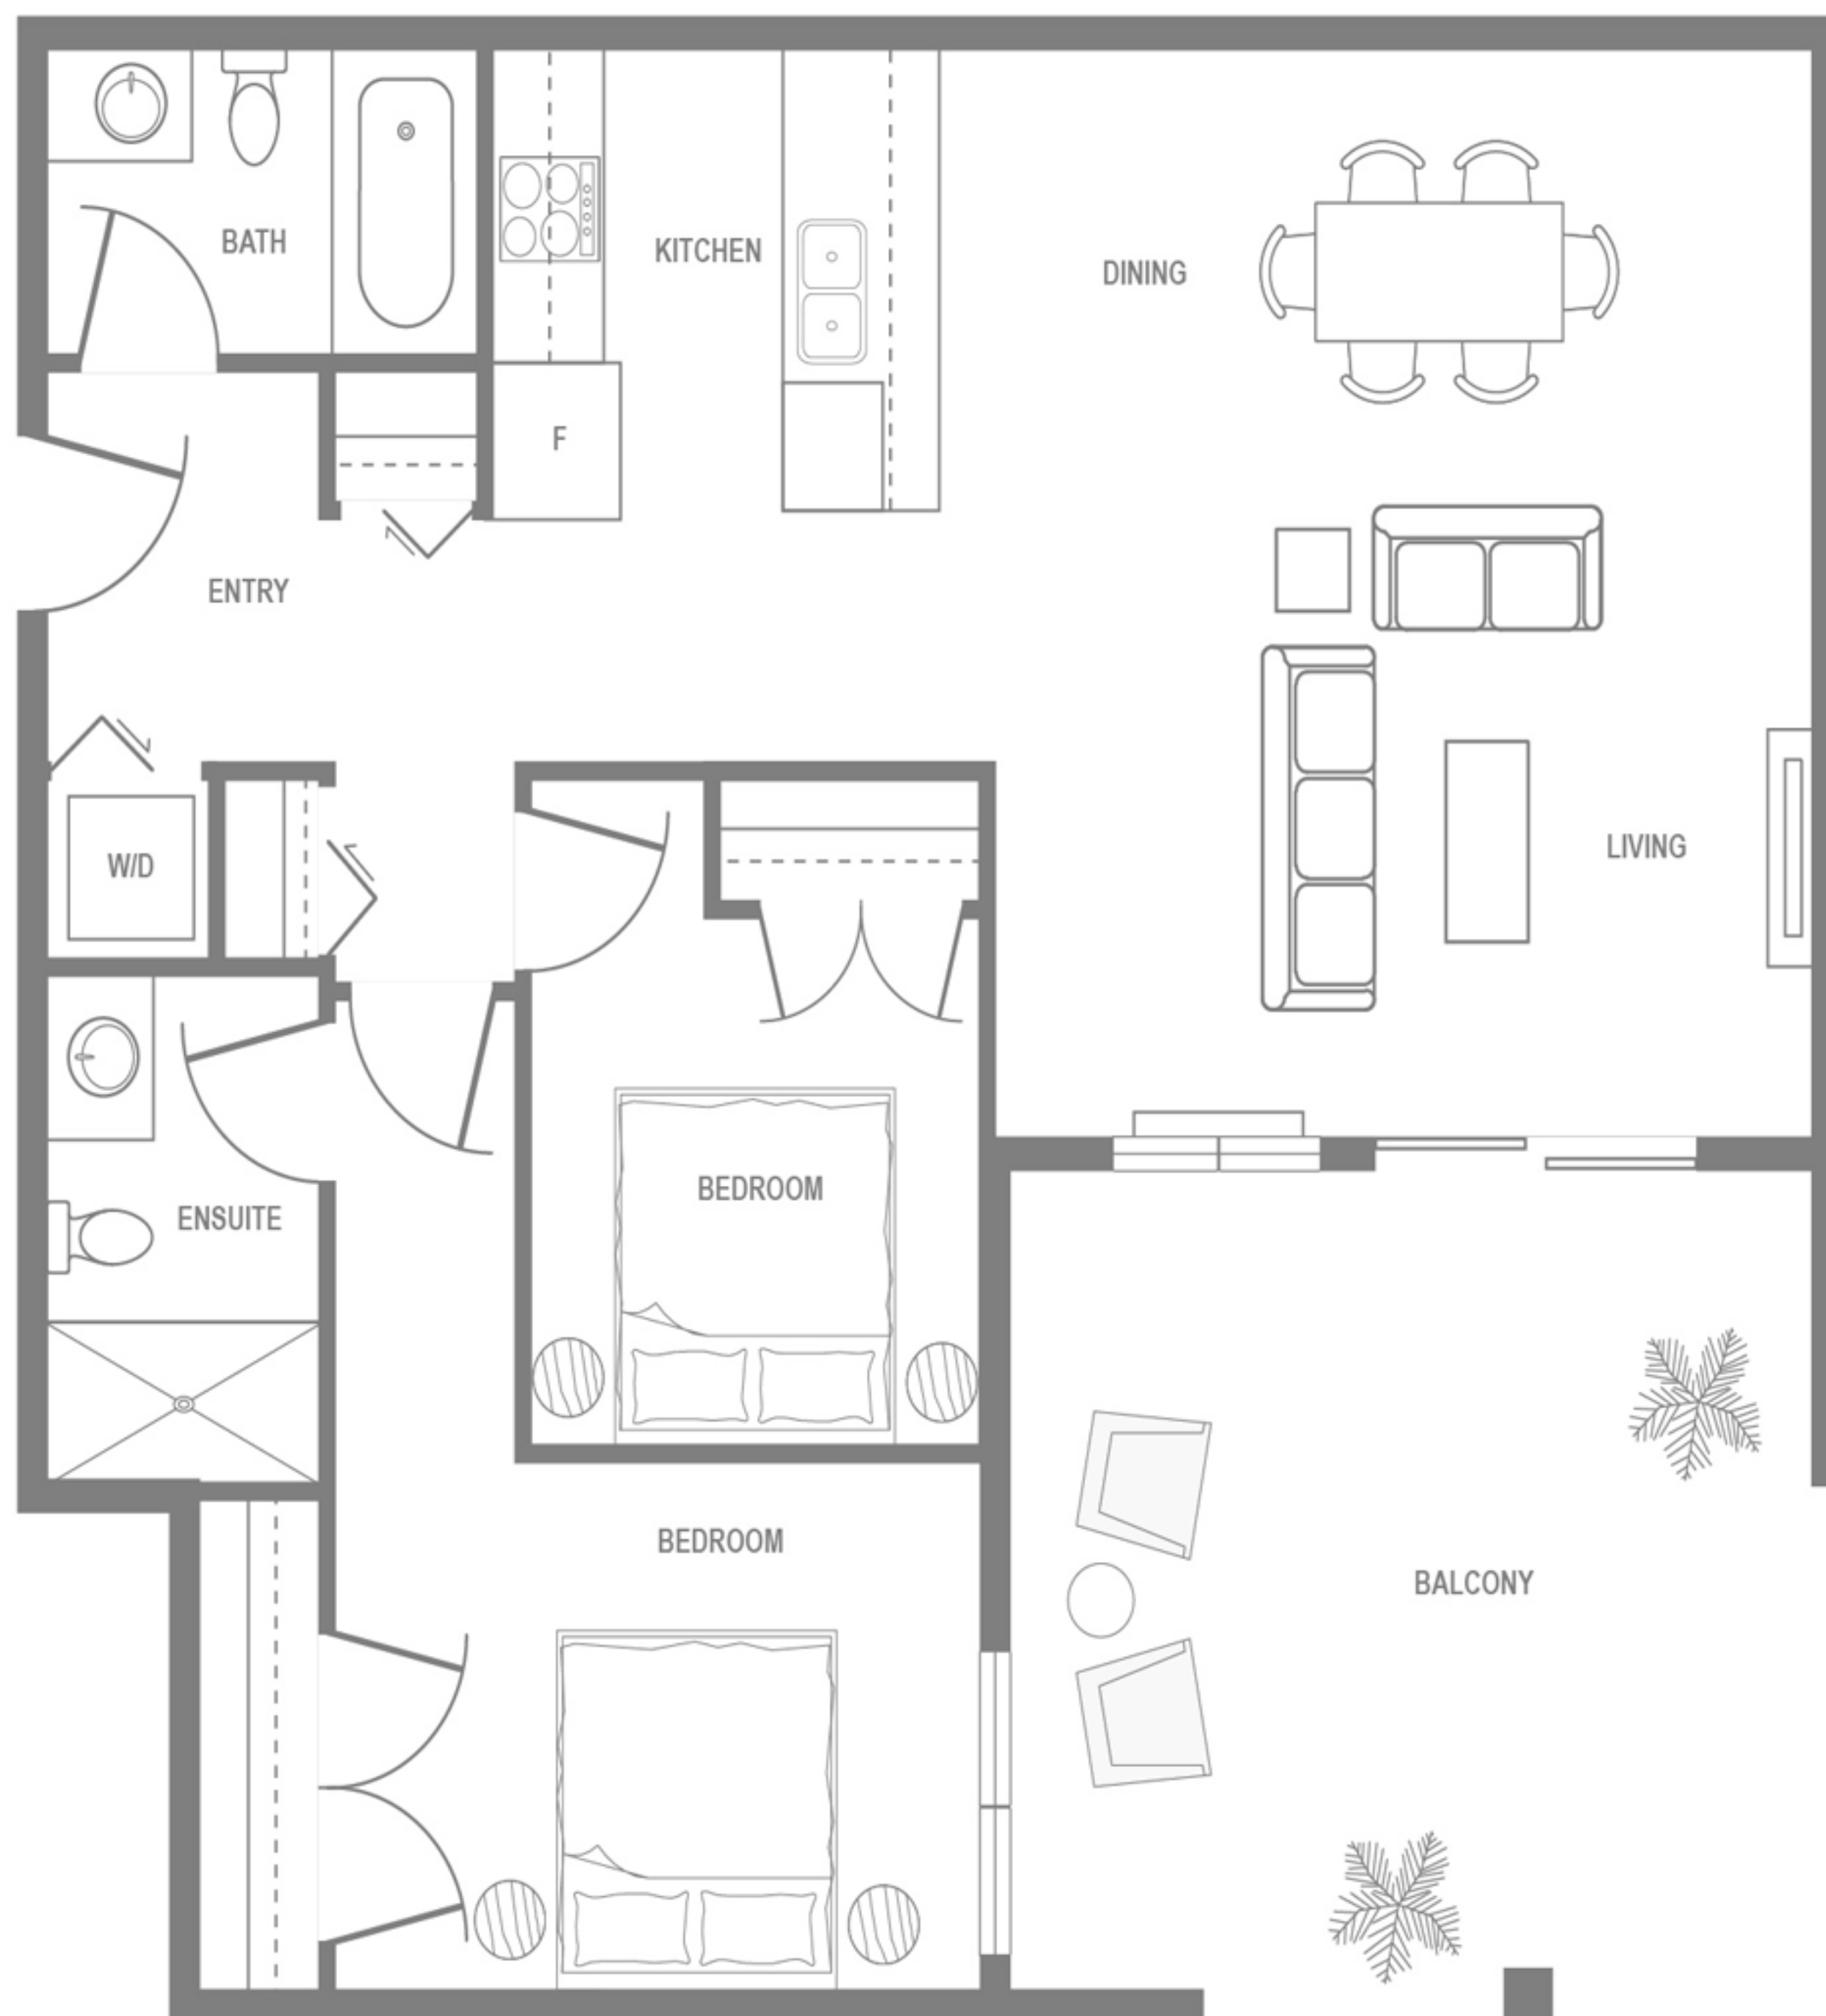 BATH
KITCHEN
DINING
F
ENTRY
W/D
LIVING
BEDROOM
ENSUITE
BEDROOM
BALCONY